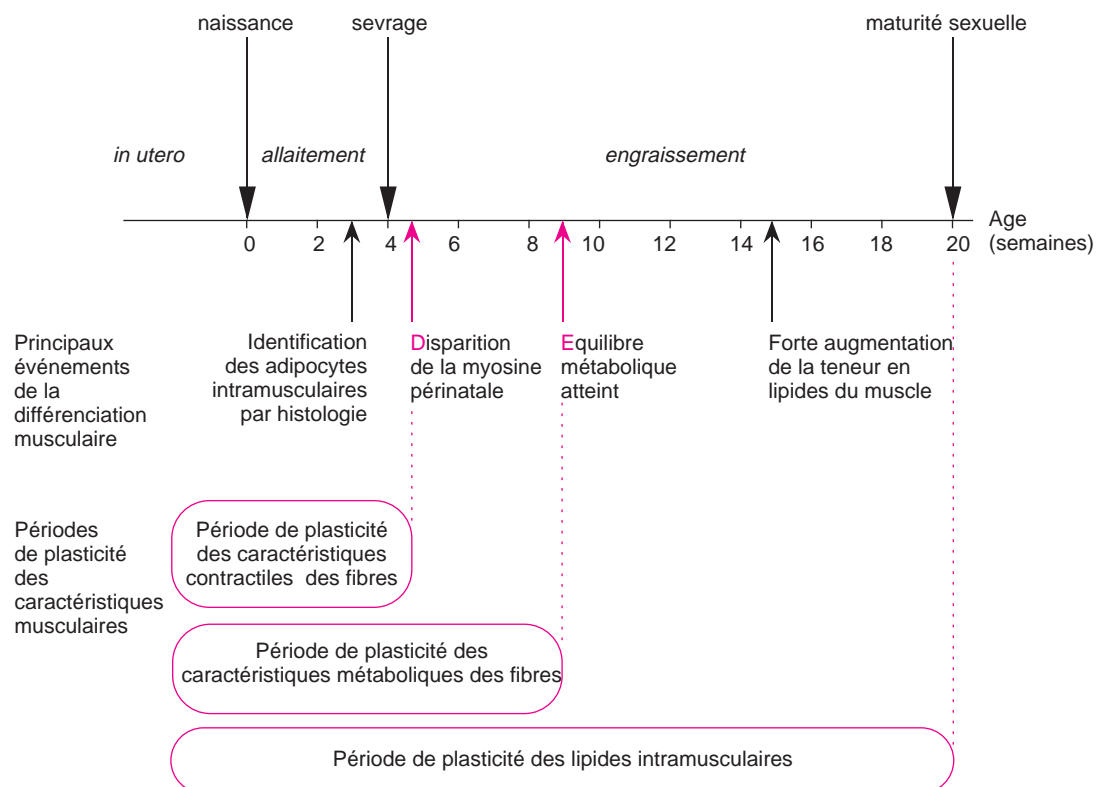 naissance
sevrage
maturité sexuelle
in utero
allaitement
engraissement
0 2 4 6 8 10 12 14 16 18 20
Age
(semaines)
Principaux
événements
de la
différenciation
musculaire
Identification
des adipocytes
intramusculaires
par histologie
Disparition
de la myosine
périnatale
Equilibre
métabolique
atteint
Forte augmentation
de la teneur en
lipides du muscle
Périodes
de plasticité
des
caractéristiques
musculaires
Période de plasticité
des caractéristiques
contractiles des fibres
Période de plasticité des
caractéristiques métaboliques des fibres
Période de plasticité des lipides intramusculaires